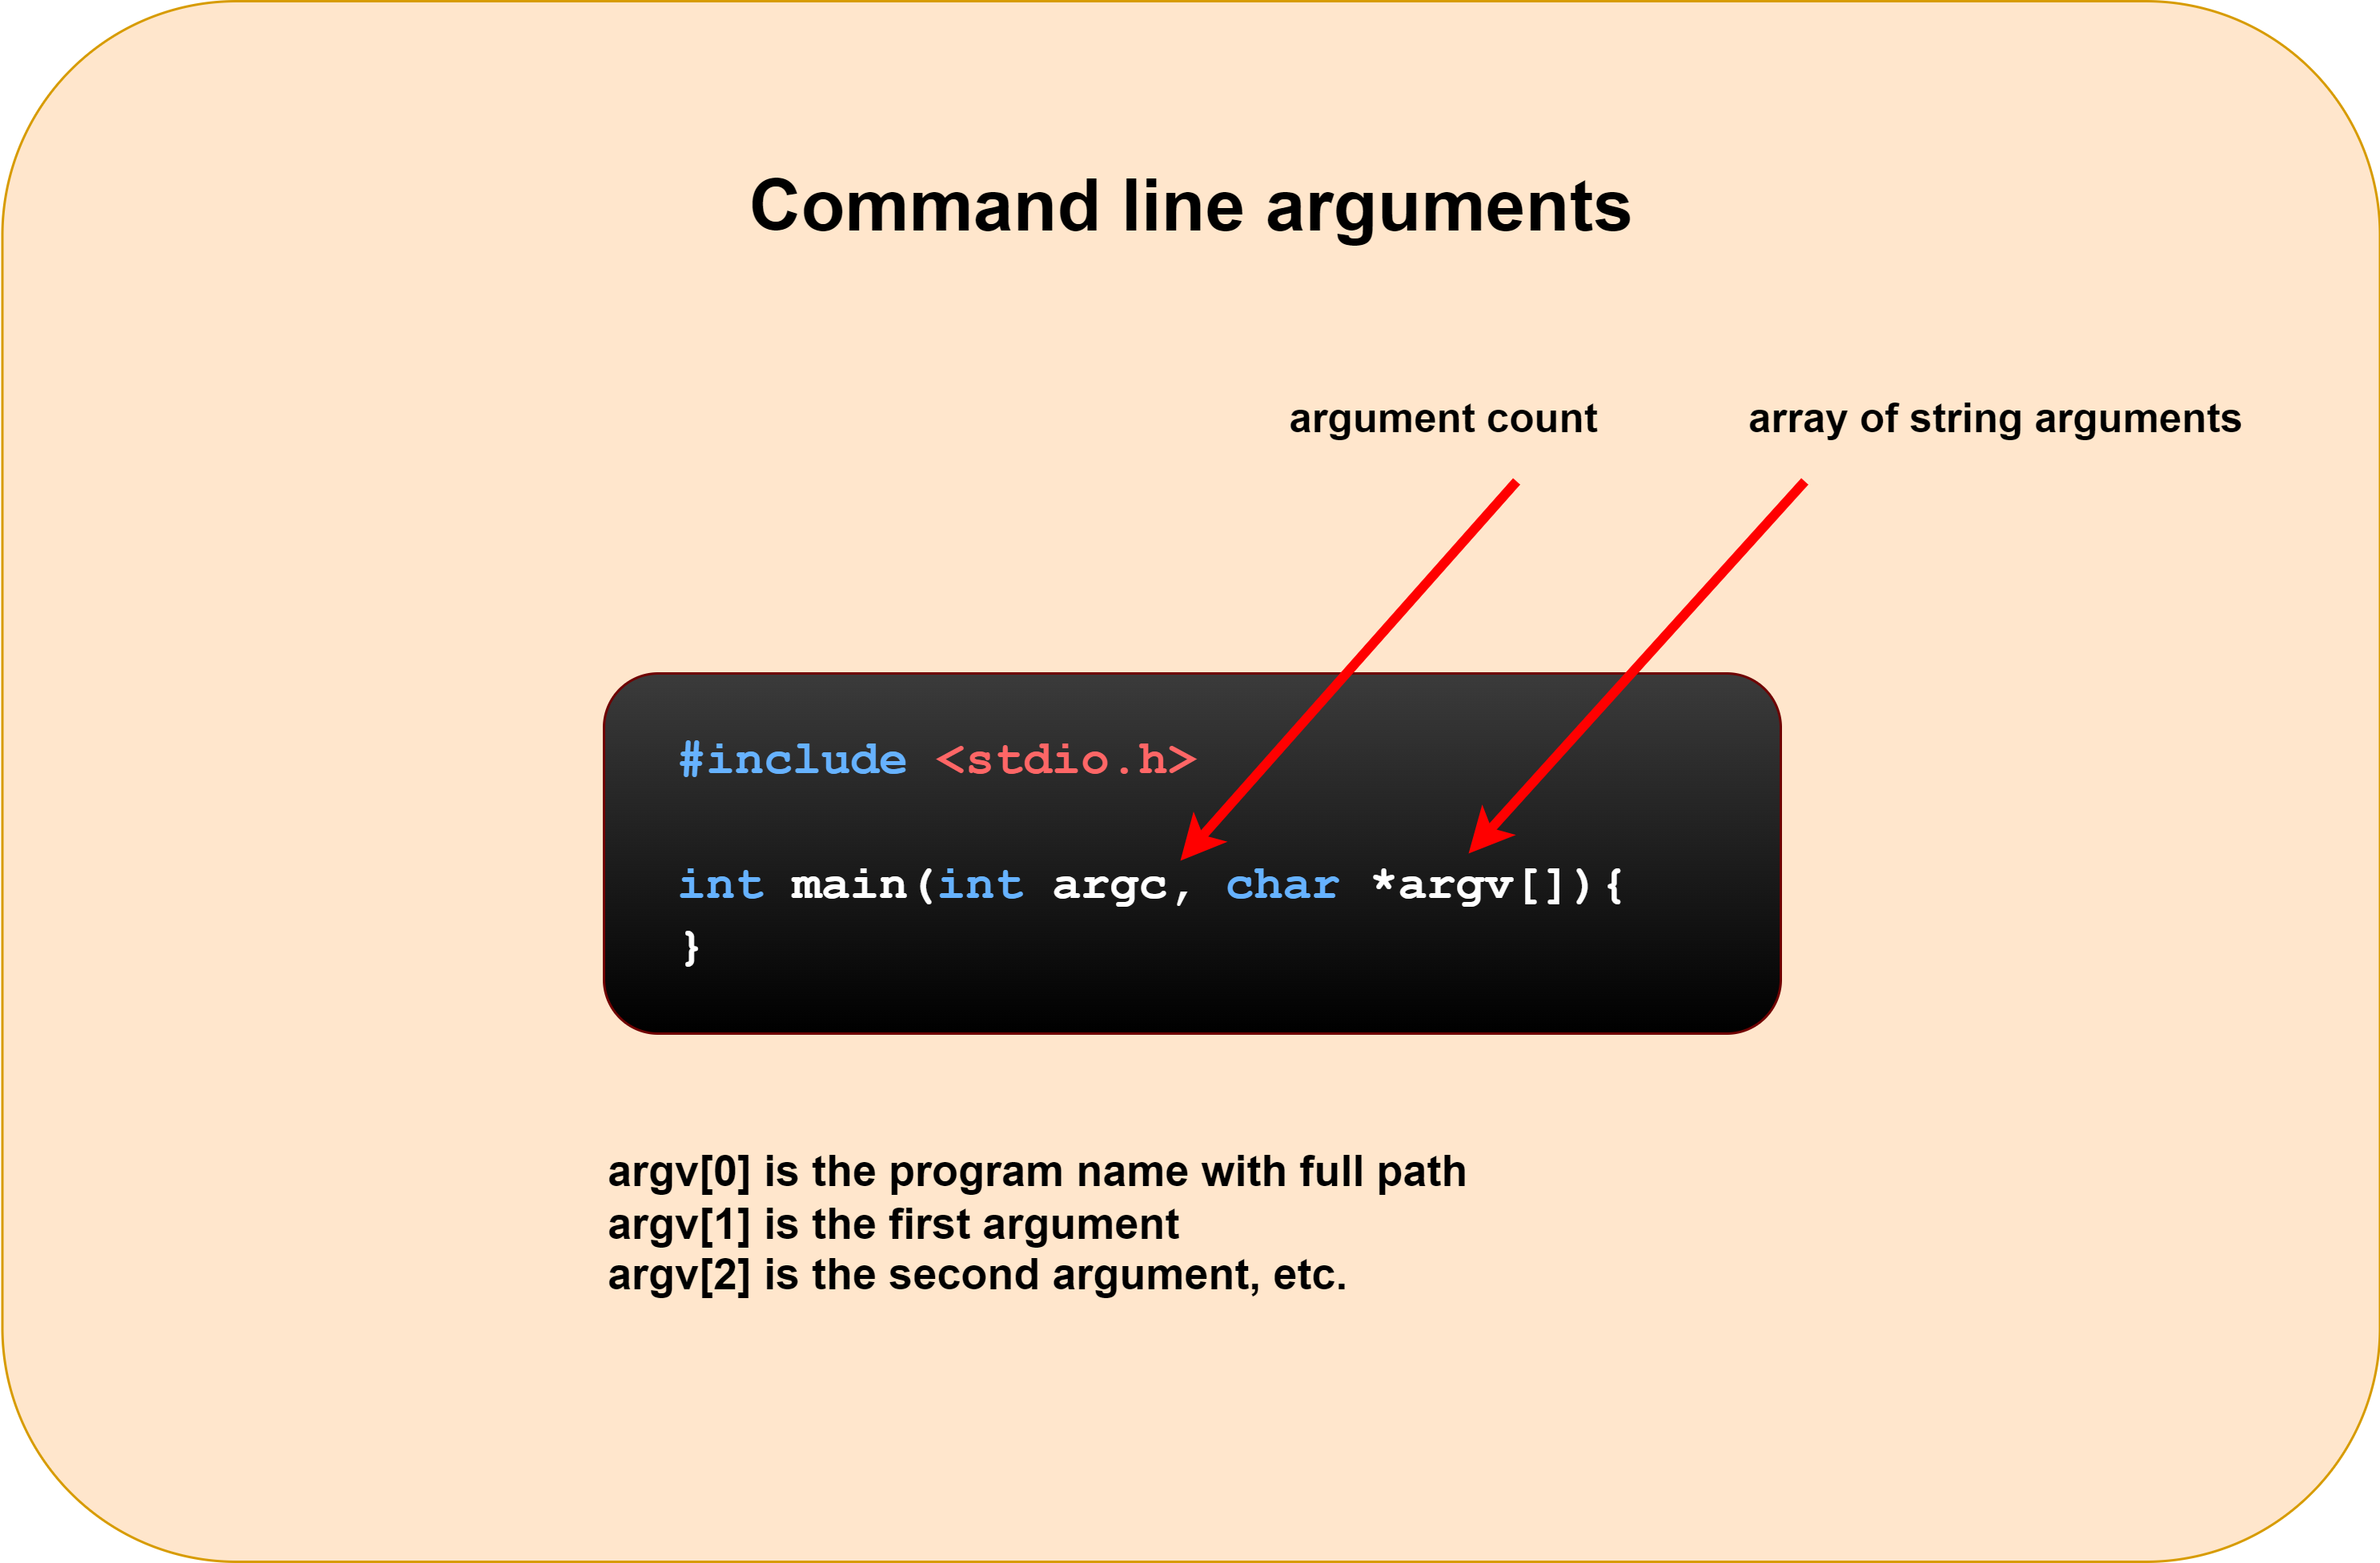 Command line arguments
argument count
array of string arguments
#include <stdio.h>
int main(int argc, char *argv[]){
}
argv[0] is the program name with full path
argv[1] is the first argument
argv[2] is the second argument, etc.